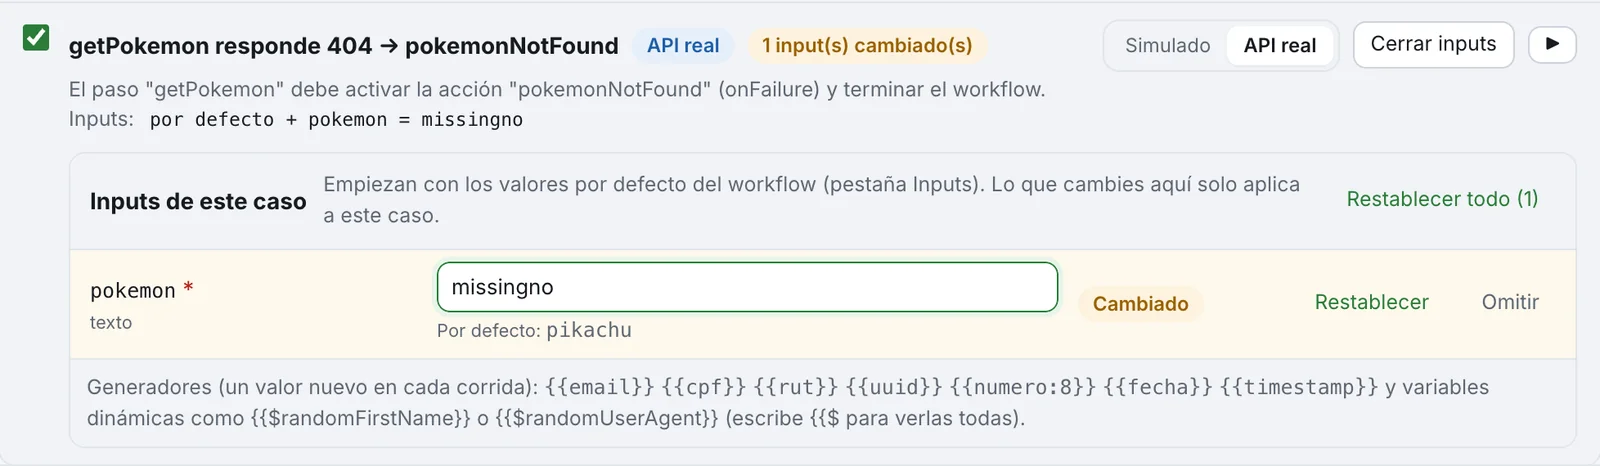 getPokemon responde 404 → pokemonNotFound API real 1 input(s) cambiado(s) Simulado API real Cerrar inputs
El paso "getPokemon" debe activar la acción "pokemonNotFound" (onFailure) y terminar el workflow.
Inputs: por defecto + pokemon = missingno
Inputs de este caso
Empiezan con los valores por defecto del workflow (pestaña Inputs). Lo que cambies aquí solo aplica
a este caso.
Restablecer todo (1)
pokemon *
texto
missingno
Por defecto: pikachu
Cambiado
Restablecer
Omitir
Generadores (un valor nuevo en cada corrida): {{email}} {{cpf}} {{rut}} {{uuid}} {{numero:8}} {{fecha}} {{timestamp}} y variables
dinámicas como {{$randomFirstName}} o {{$randomUserAgent}} (escribe {{$ para verlas todas).